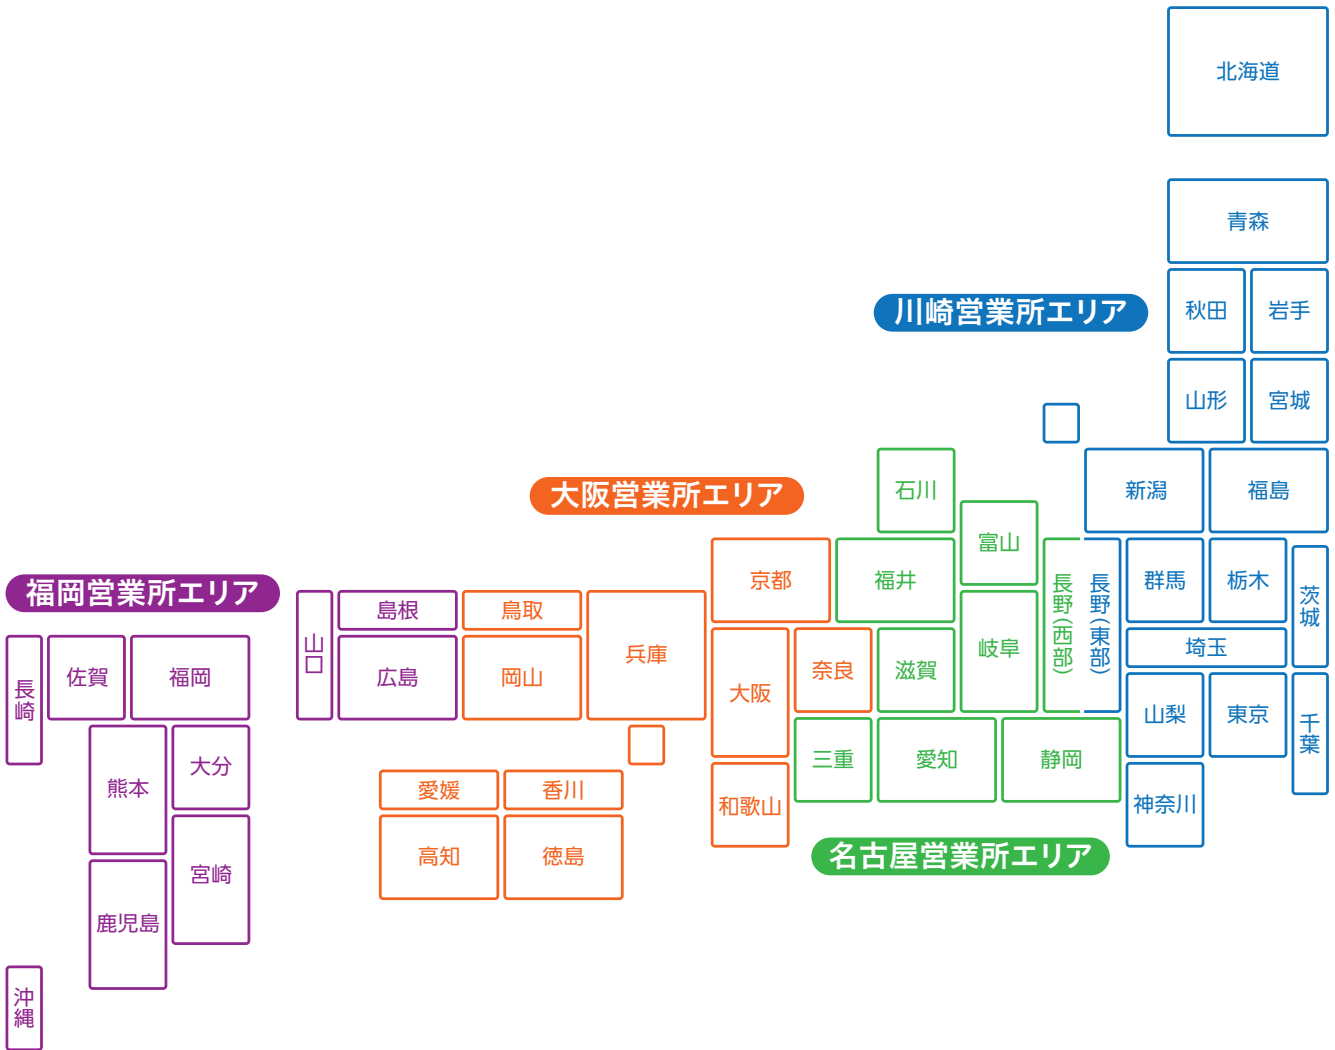 北海道
青森
川崎営業所エリア
秋田
岩手
山形
宮城
石川
新潟
福島
大阪営業所エリア
富山
京都
福井
長野(西部)
長野(東部)
群馬
栃木
茨城
福岡営業所エリア
山口
島根
鳥取
兵庫
大阪
奈良
滋賀
岐阜
埼玉
長崎
佐賀
福岡
広島
岡山
山梨
東京
千葉
熊本
大分
三重
愛知
静岡
愛媛
香川
和歌山
神奈川
宮崎
高知
徳島
名古屋営業所エリア
鹿児島
沖縄